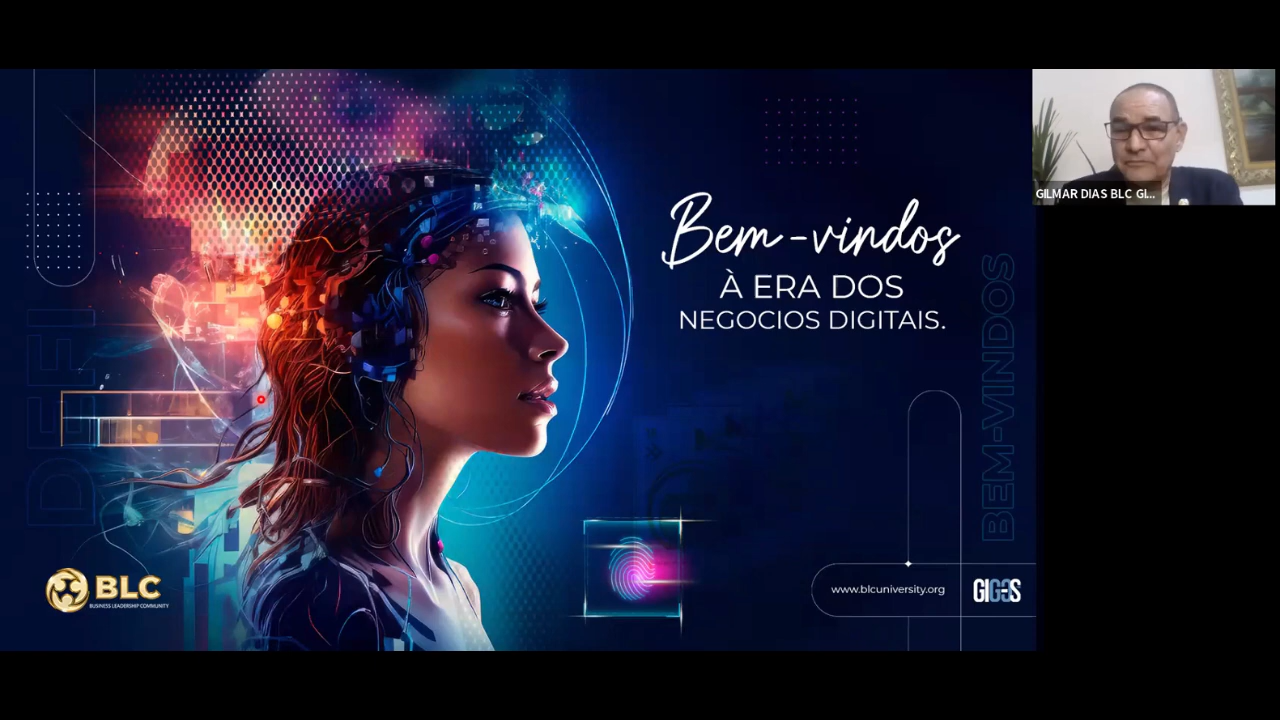 Bem-vindos
À ERA DOS
NEGOCIOS DIGITAIS.
DEFI
BEM-VINDOS
BLC
BUSINESS LEADERSHIP COMMUNITY
www.blcuniversity.org
GIGOS
GILMAR DIAS BLC GI...